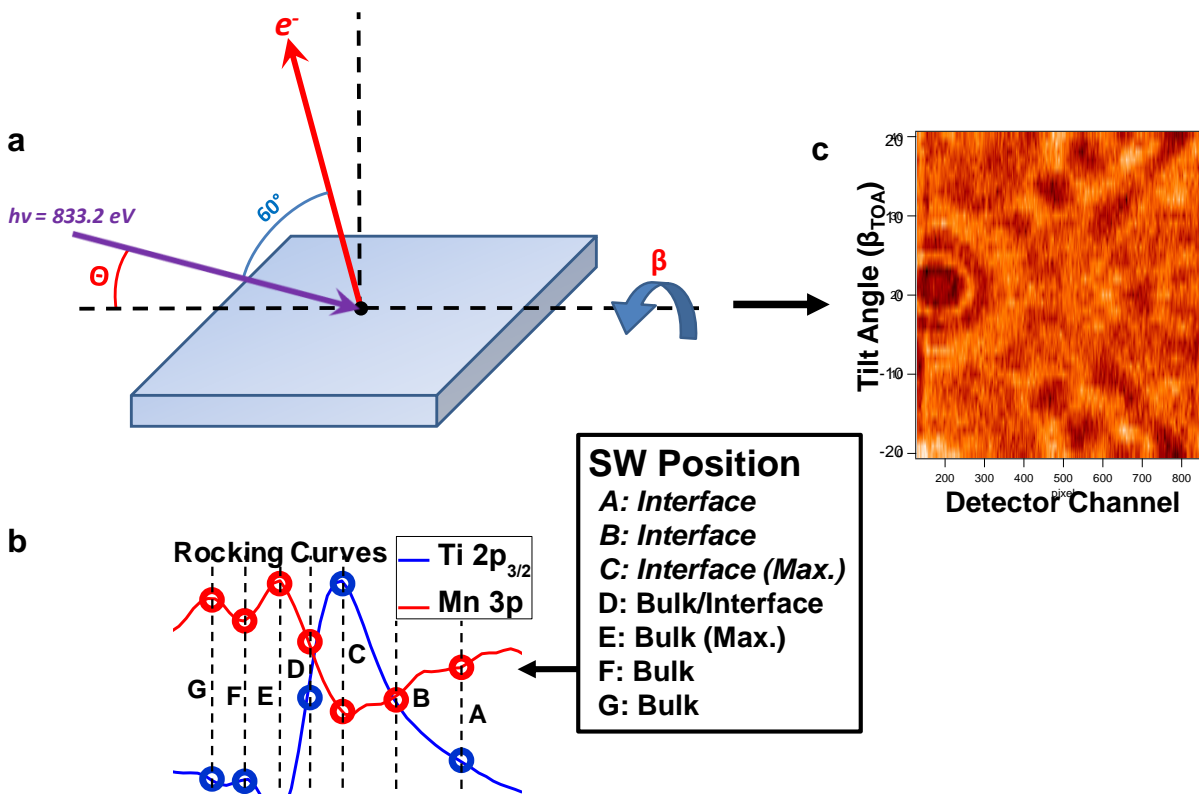 a
e-
60°
hν = 833.2 eV
Θ
β
c
Tilt Angle (βTOA)
20
10
0
-10
-20
200 300 400 500 600 700 800
pixel
Detector Channel
SW Position
A: Interface
B: Interface
C: Interface (Max.)
D: Bulk/Interface
E: Bulk (Max.)
F: Bulk
G: Bulk
b
Rocking Curves
Ti 2p3/2
Mn 3p
G F E D C B A